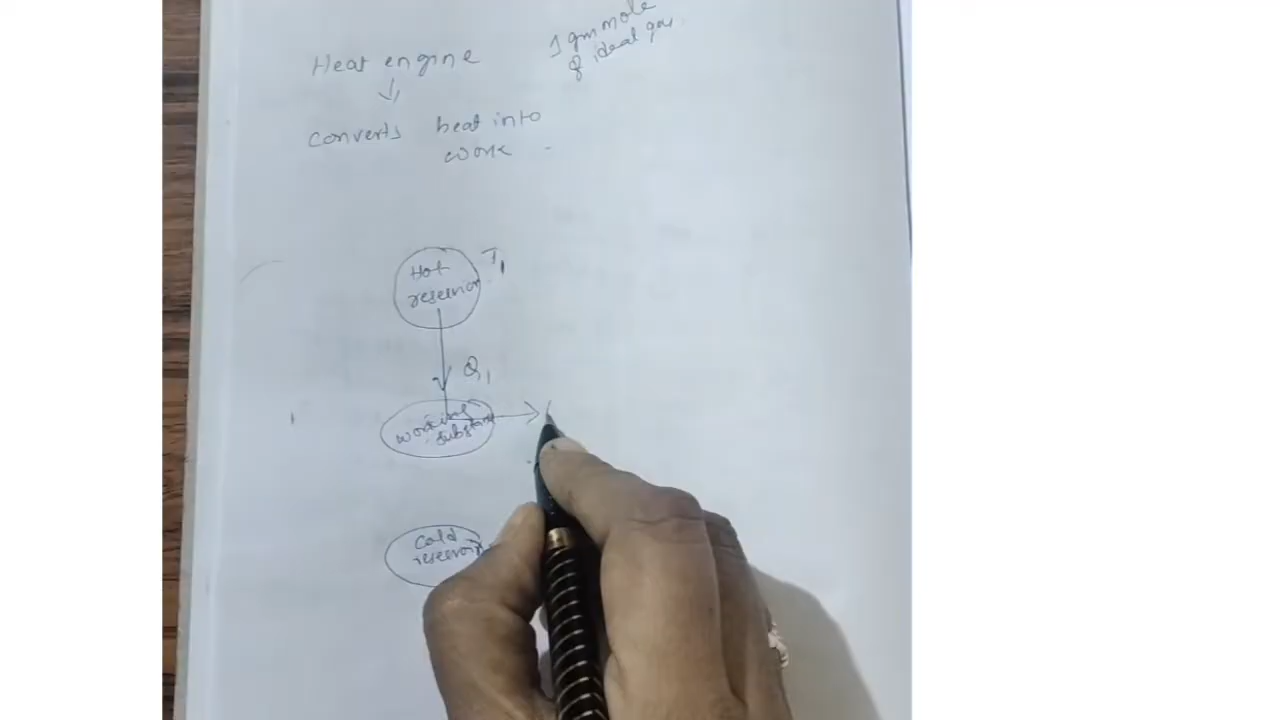 Heat engine
1 gm mole
of ideal gas
converts heat into
work
Hot
reservior
T1
Q1
working
substance
Cold
reservoir